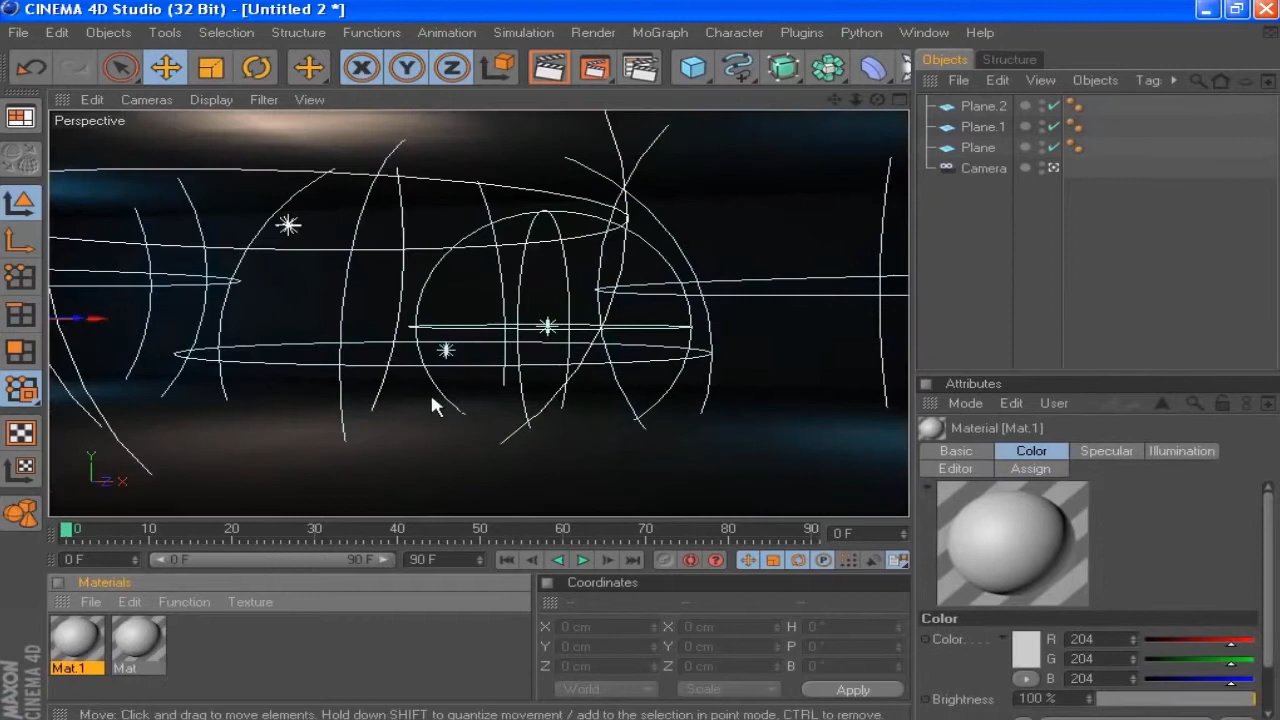 CINEMA 4D Studio (32 Bit) - [Untitled 2 *]
File Edit Objects Tools Selection Structure Functions Animation Simulation Render MoGraph Character Plugins Python Window Help
X Y Z
Objects Structure
File Edit View Objects Tag
Edit Cameras Display Filter View
Perspective
Plane.2
Plane.1
Plane
Camera
Y
Z X
Attributes
Mode Edit User
Material [Mat.1]
Basic Color Specular Illumination
Editor Assign
0 10 20 30 40 50 60 70 80 90 0 F
0 F 0 F 90 F 90 F
Materials
File Edit Function Texture
Mat.1 Mat
MAXON
CINEMA 4D
Coordinates
X 0 cm X 0 cm H 0 °
Y 0 cm Y 0 cm P 0 °
Z 0 cm Z 0 cm B 0 °
World Scale Apply
Color
Color R 204
G 204
B 204
Brightness 100 %
Move: Click and drag to move elements. Hold down SHIFT to quantize movement / add to the selection in point mode, CTRL to remove.